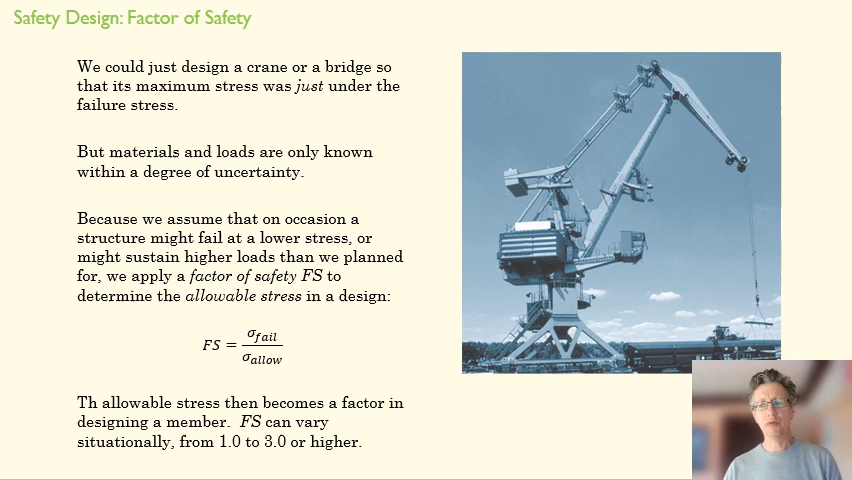 Safety Design: Factor of Safety
We could just design a crane or a bridge so
that its maximum stress was just under the
failure stress.
But materials and loads are only known
within a degree of uncertainty.
Because we assume that on occasion a
structure might fail at a lower stress, or
might sustain higher loads than we planned
for, we apply a factor of safety FS to
determine the allowable stress in a design:
FS = σ_fail / σ_allow
Th allowable stress then becomes a factor in
designing a member.  FS can vary
situationally, from 1.0 to 3.0 or higher.